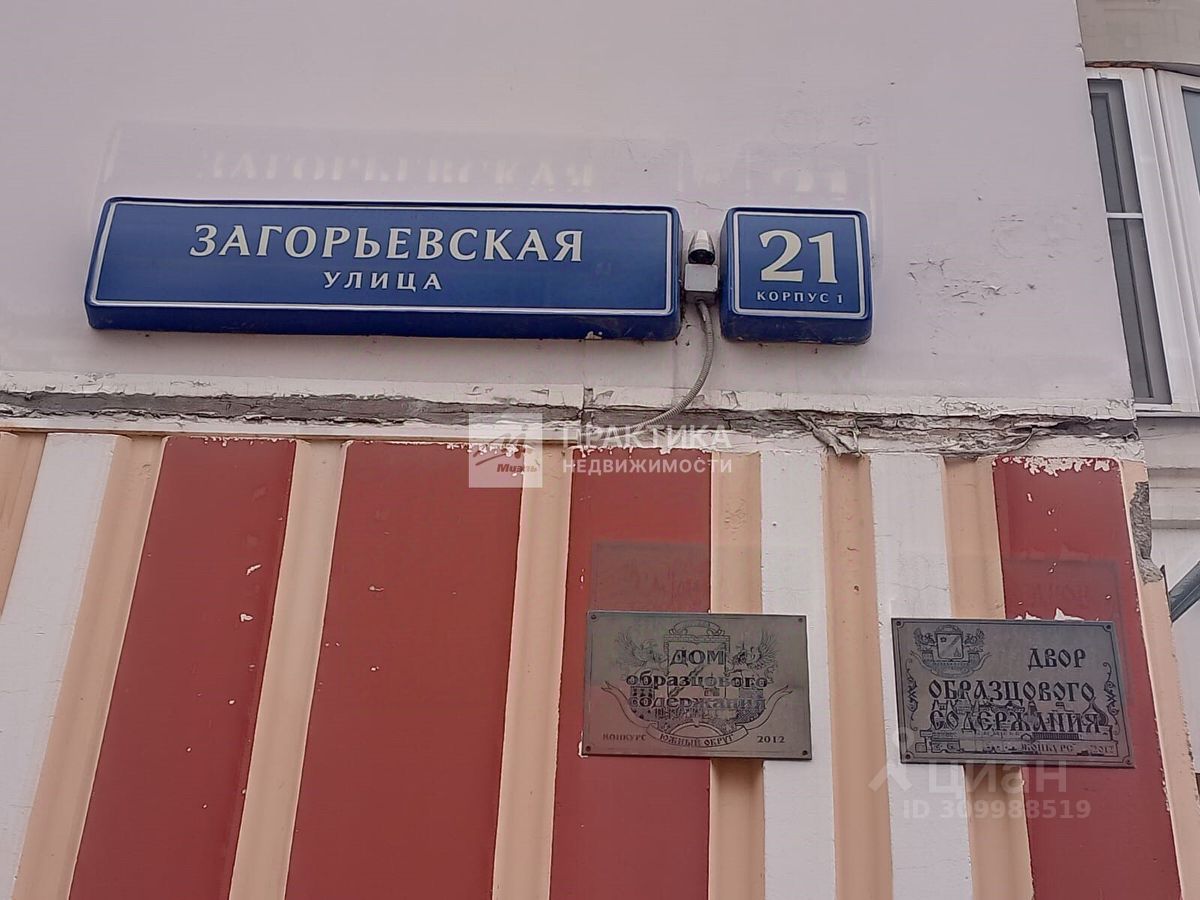 ЗАГОРЬЕВСКАЯ
УЛИЦА
21
КОРПУС 1
Миэль
ПРАКТИКА
НЕДВИЖИМОСТИ
ДОМ
образцового
содержания
КОНКУРС
ЮЖНЫЙ ОКРУГ
2012
ДВОР
ОБРАЗЦОВОГО
СОДЕРЖАНИЯ
КОНКУРС 2012
циан
ID 309988519